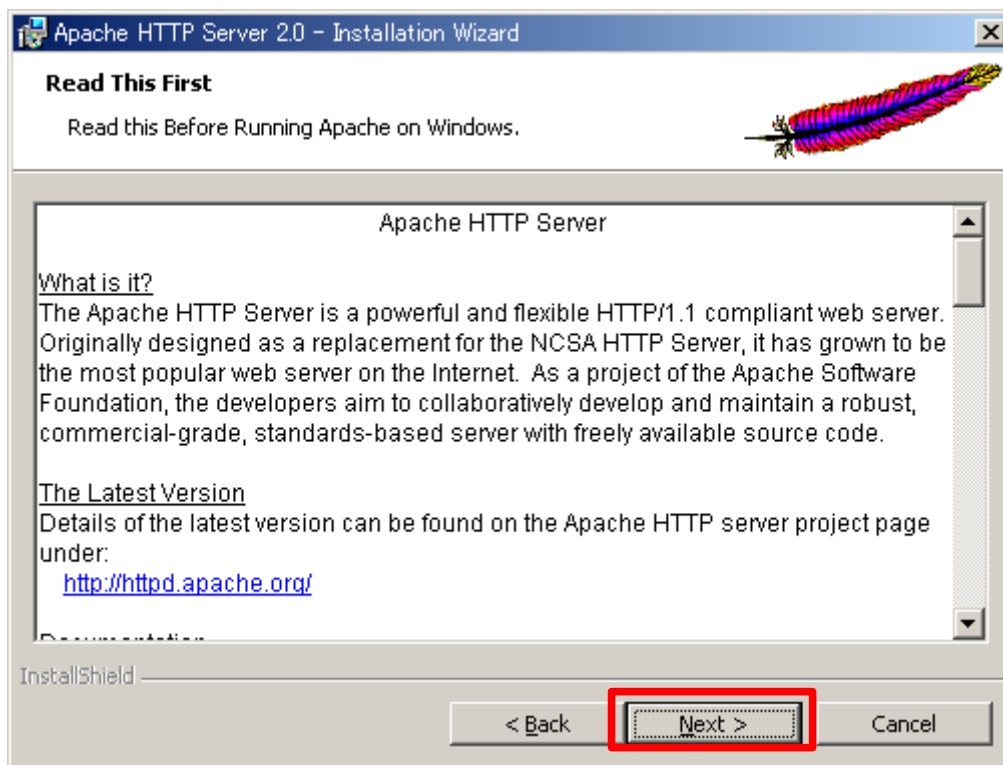 Apache HTTP Server 2.0 - Installation Wizard
Read This First
Read this Before Running Apache on Windows.
Apache HTTP Server
What is it?
The Apache HTTP Server is a powerful and flexible HTTP/1.1 compliant web server.
Originally designed as a replacement for the NCSA HTTP Server, it has grown to be
the most popular web server on the Internet.  As a project of the Apache Software
Foundation, the developers aim to collaboratively develop and maintain a robust,
commercial-grade, standards-based server with freely available source code.
The Latest Version
Details of the latest version can be found on the Apache HTTP server project page
under:
http://httpd.apache.org/
InstallShield
< Back
Next >
Cancel